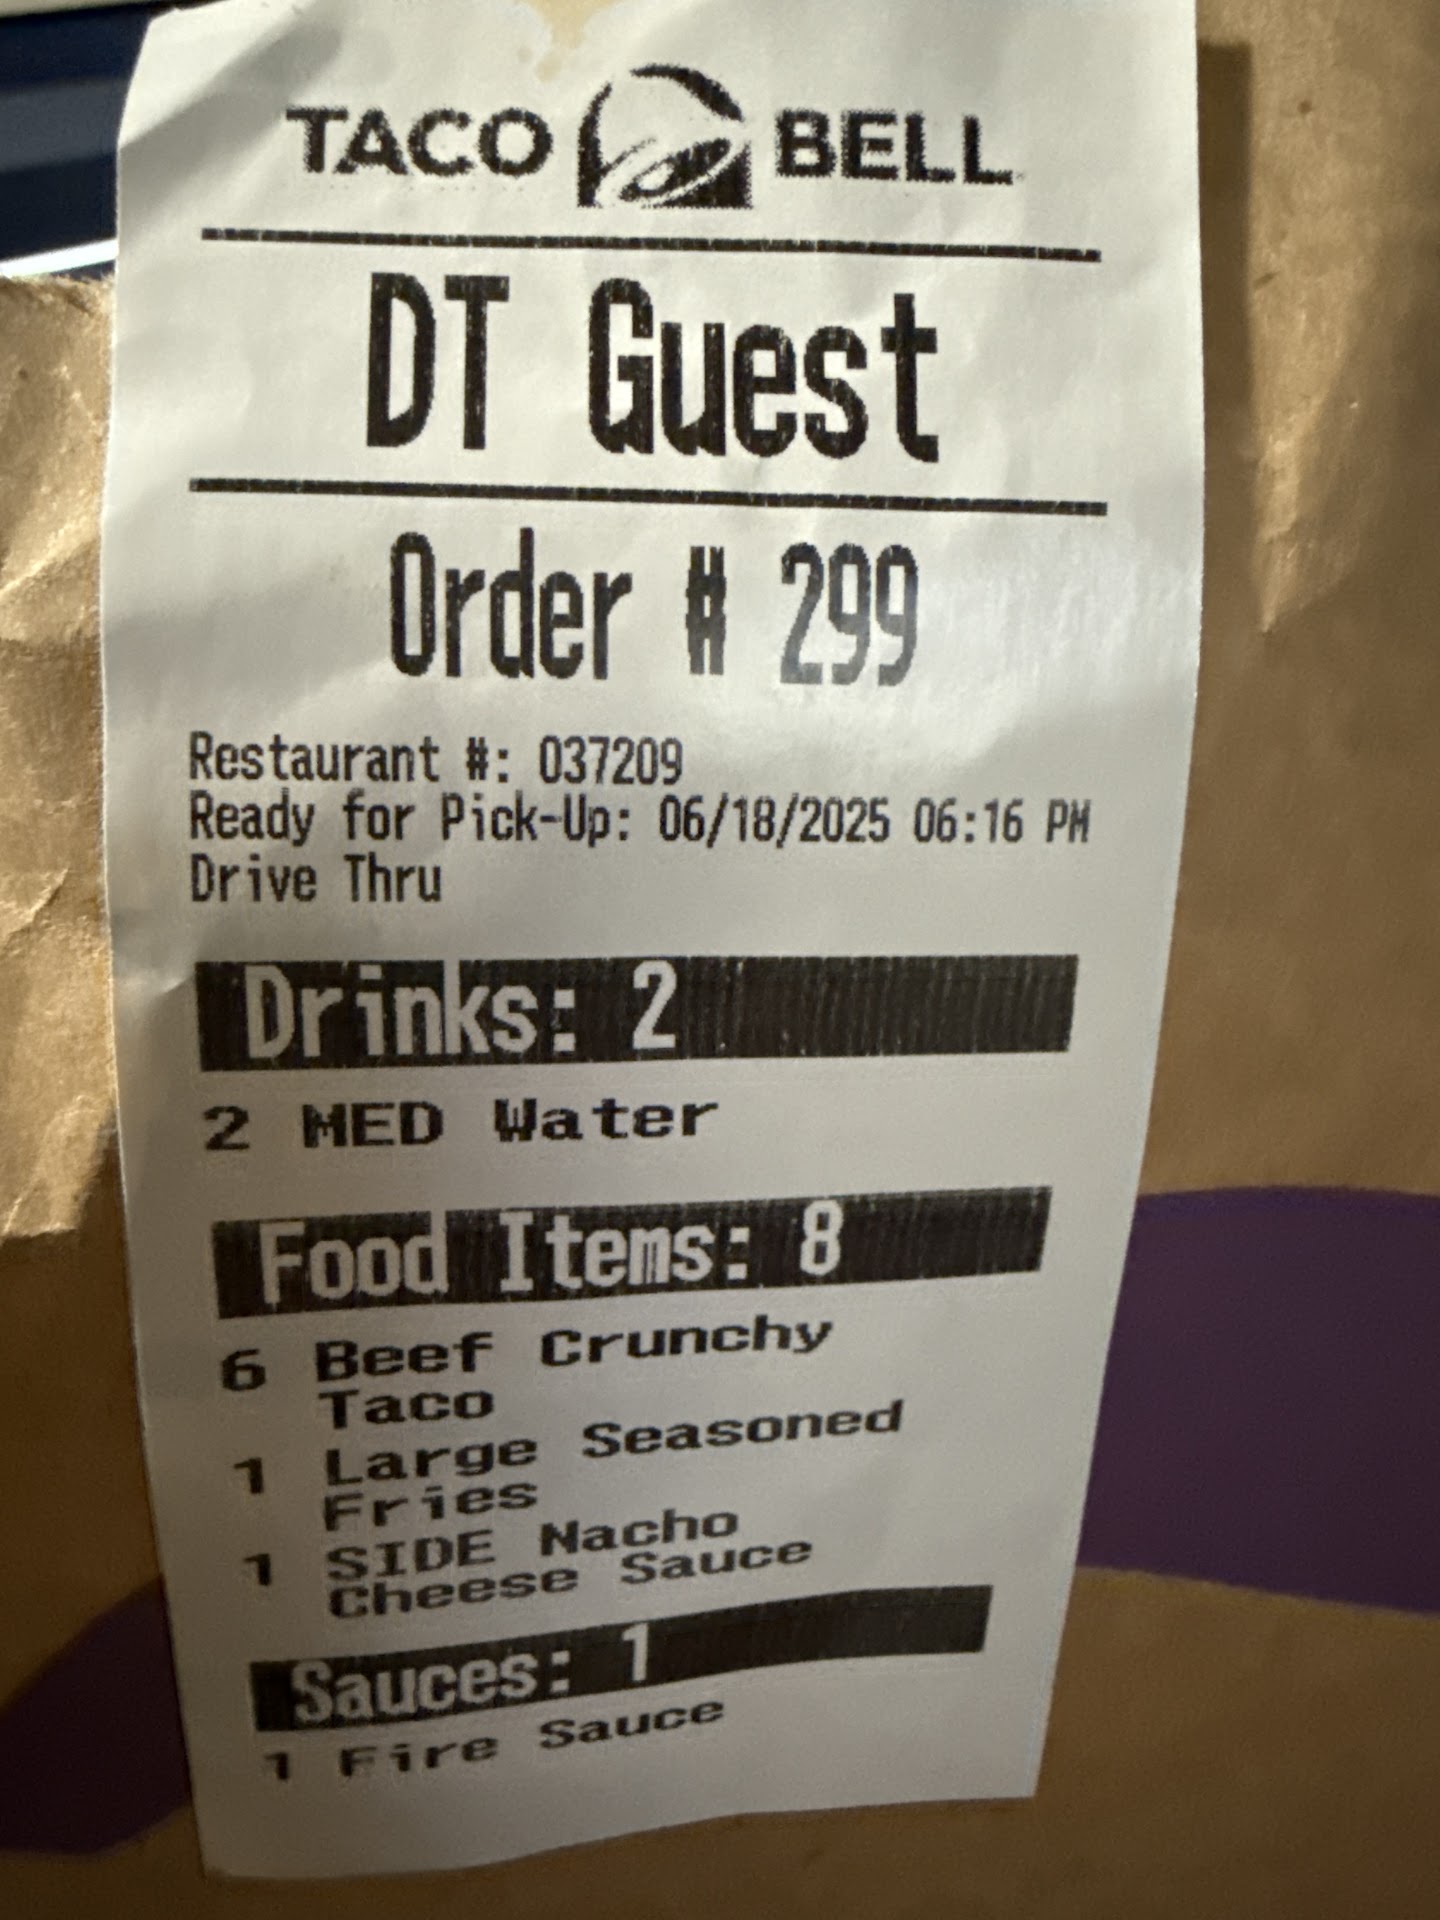 TACO BELL
DT Guest
Order # 299
Restaurant #: 037209
Ready for Pick-Up: 06/18/2025 06:16 PM
Drive Thru
Drinks: 2
2 MED Water
Food Items: 8
6 Beef Crunchy
Taco
1 Large Seasoned
Fries
1 SIDE Nacho
Cheese Sauce
Sauces: 1
1 Fire Sauce